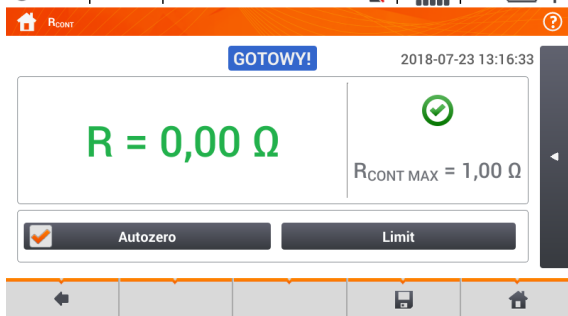 RCONT
GOTOWY!
2018-07-23 13:16:33
R = 0,00 Ω
RCONT MAX = 1,00 Ω
Autozero
Limit